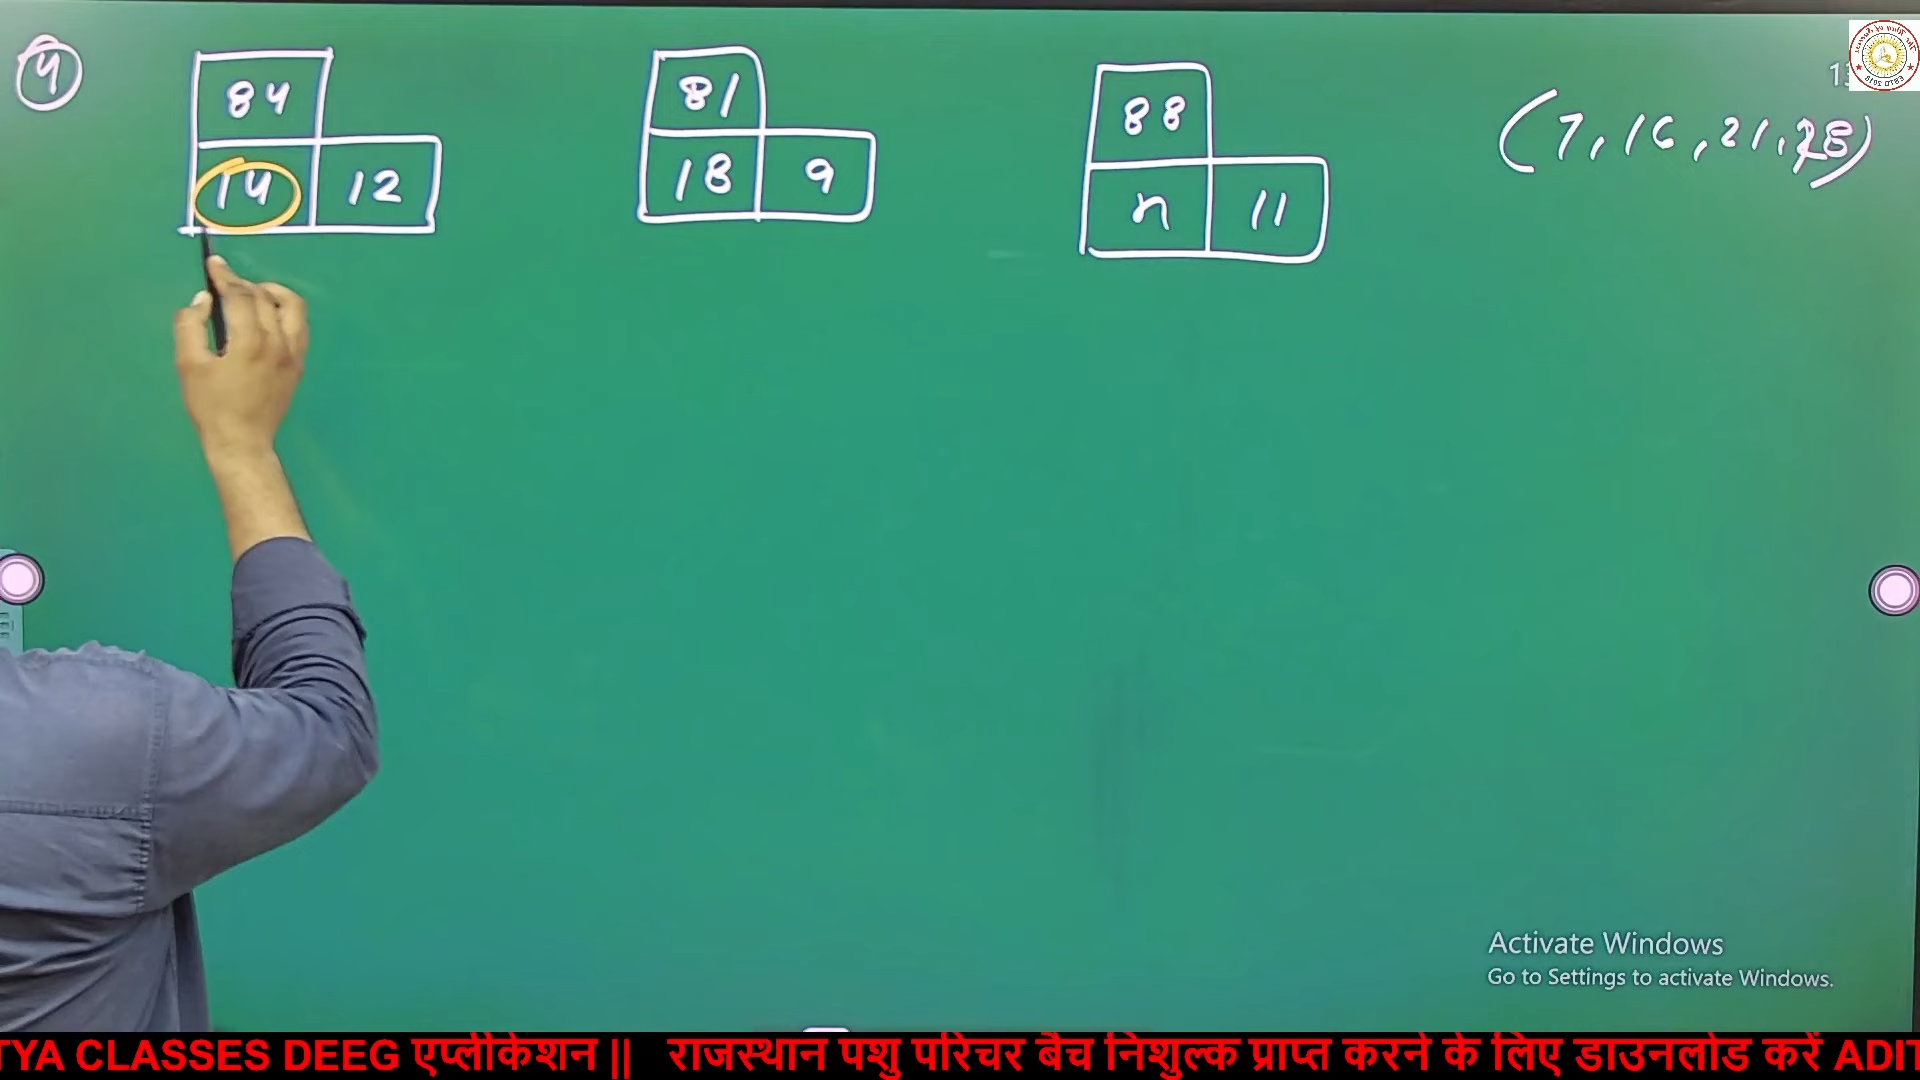 4
84
14 12
81
18 9
88
n 11
(7, 16, 21, 28)
Activate Windows
Go to Settings to activate Windows.
TYA CLASSES DEEG एप्लीकेशन || राजस्थान पशु परिचर बैच निशुल्क प्राप्त करने के लिए डाउनलोड करें ADIT